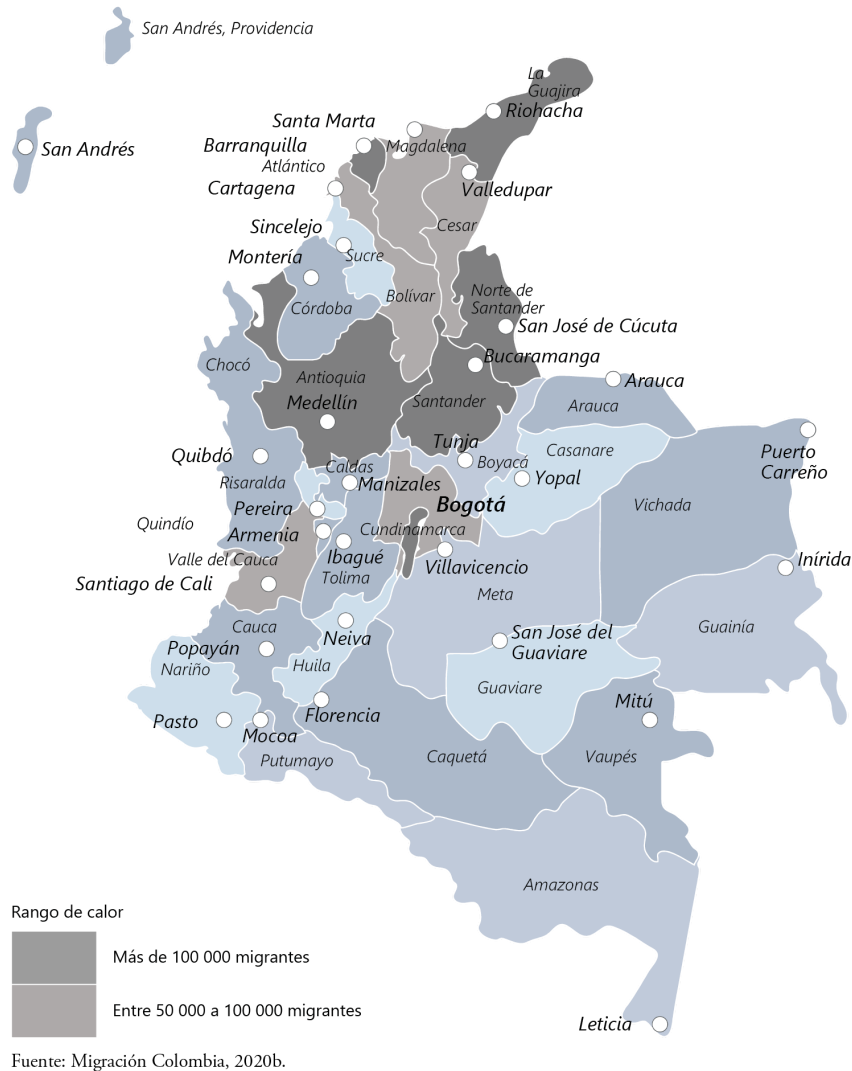 San Andrés, Providencia
La
Guajira
Riohacha
Santa Marta
Barranquilla
Magdalena
San Andrés
Atlántico
Cartagena
Valledupar
Sincelejo
Cesar
Montería
Sucre
Bolívar
Norte de
Santander
Córdoba
San José de Cúcuta
Bucaramanga
Chocó
Antioquia
Arauca
Medellín
Santander
Arauca
Tunja
Casanare
Puerto
Carreño
Quibdó
Caldas
Boyacá
Yopal
Risaralda
Manizales
Vichada
Pereira
Bogotá
Quindío
Armenia
Cundinamarca
Valle del Cauca
Ibagué
Villavicencio
Inírida
Santiago de Cali
Tolima
Meta
Cauca
Neiva
San José del
Guaviare
Guainía
Popayán
Nariño
Huila
Guaviare
Mitú
Pasto
Florencia
Mocoa
Putumayo
Caquetá
Vaupés
Amazonas
Rango de calor
Más de 100 000 migrantes
Entre 50 000 a 100 000 migrantes
Leticia
Fuente: Migración Colombia, 2020b.